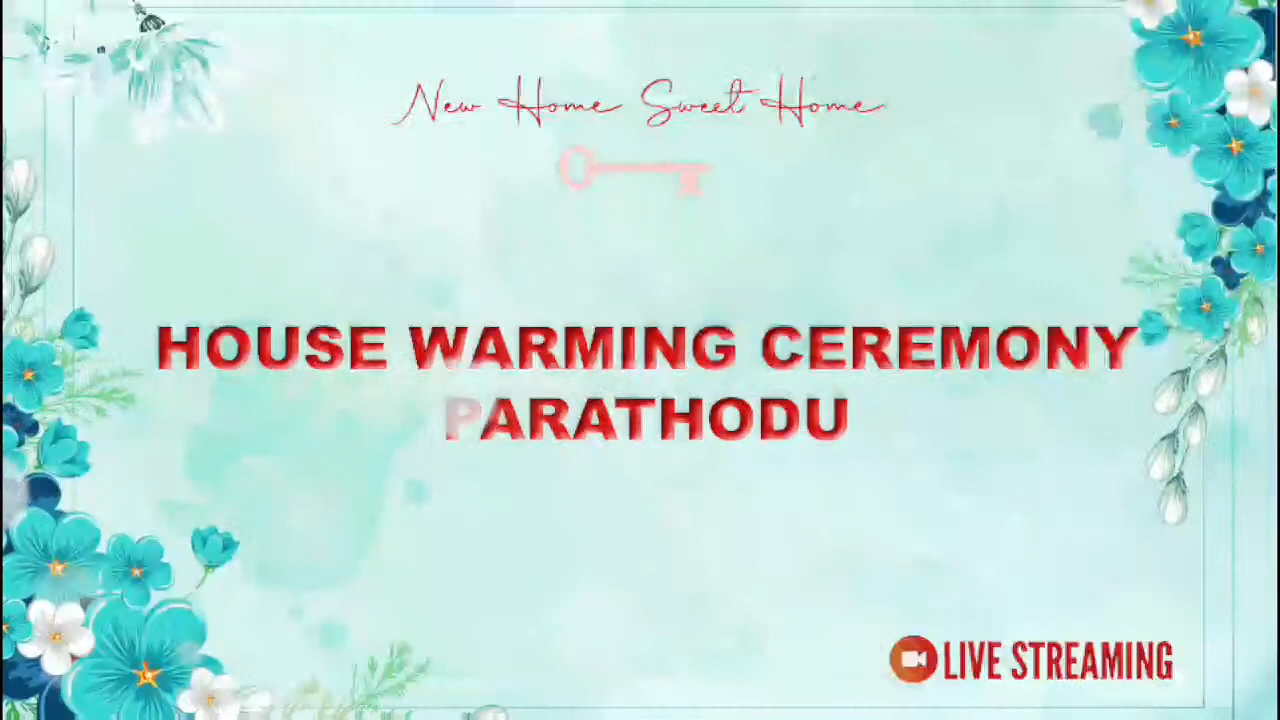 New Home Sweet Home
HOUSE WARMING CEREMONY
PARATHODU
LIVE STREAMING